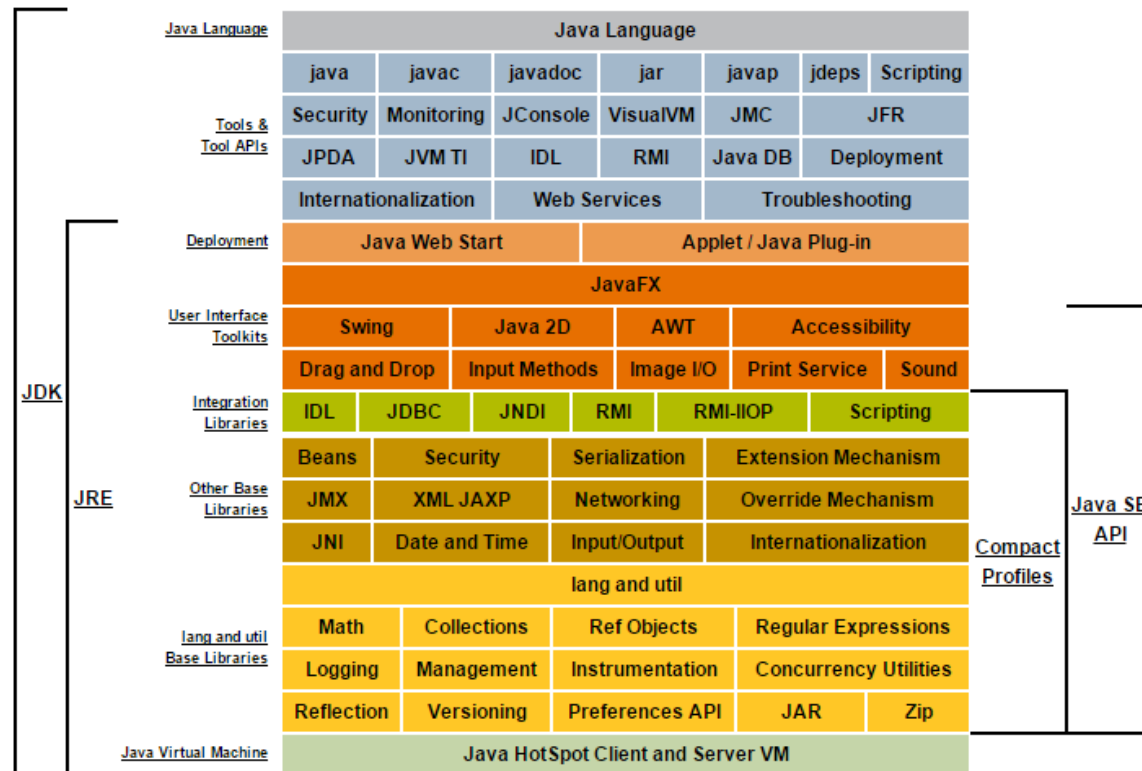 Java Language
Java Language
java javac javadoc jar javap jdeps Scripting
Tools &
Tool APIs
Security Monitoring JConsole VisualVM JMC JFR
JPDA JVM TI IDL RMI Java DB Deployment
Internationalization Web Services Troubleshooting
Deployment
Java Web Start Applet / Java Plug-in
JavaFX
User Interface
Toolkits
Swing Java 2D AWT Accessibility
Drag and Drop Input Methods Image I/O Print Service Sound
JDK
Integration
Libraries
IDL JDBC JNDI RMI RMI-IIOP Scripting
Beans Security Serialization Extension Mechanism
JRE
Other Base
Libraries
JMX XML JAXP Networking Override Mechanism
JNI Date and Time Input/Output Internationalization
Java SE
API
Compact
Profiles
lang and util
lang and util
Base Libraries
Math Collections Ref Objects Regular Expressions
Logging Management Instrumentation Concurrency Utilities
Reflection Versioning Preferences API JAR Zip
Java Virtual Machine
Java HotSpot Client and Server VM